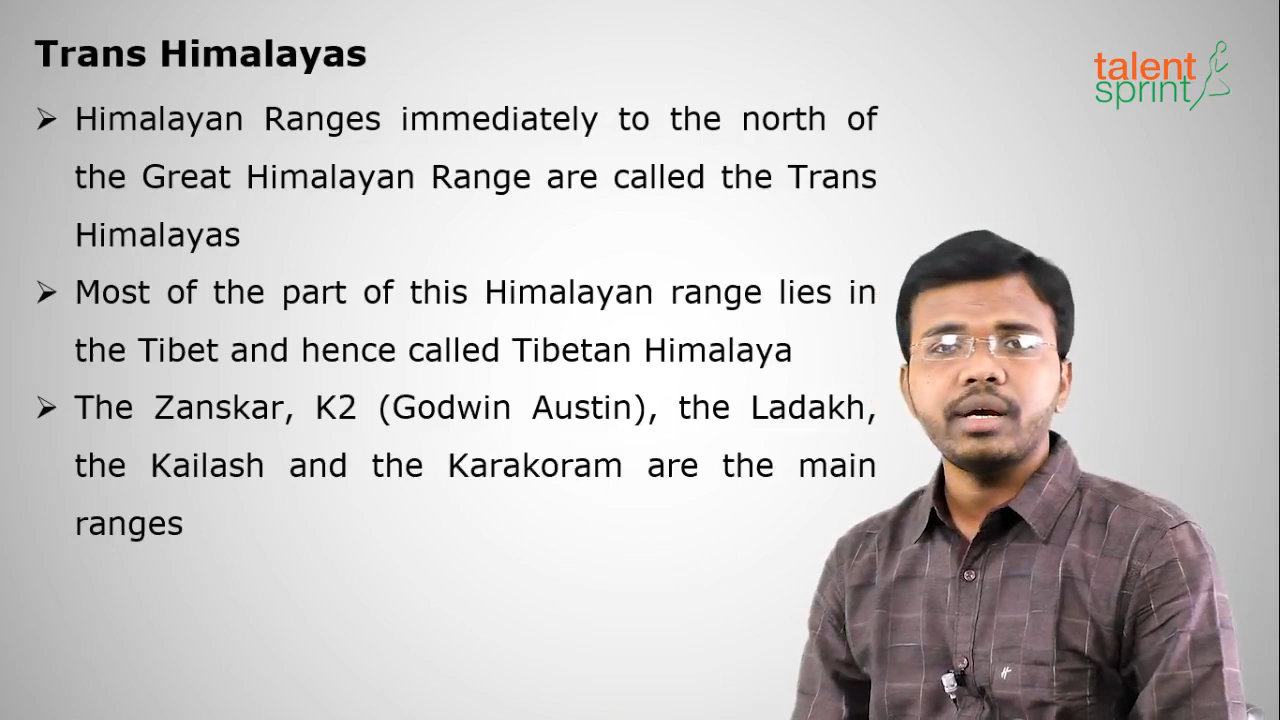 Trans Himalayas
talent
sprint
➢ Himalayan Ranges immediately to the north of
the Great Himalayan Range are called the Trans
Himalayas
➢ Most of the part of this Himalayan range lies in
the Tibet and hence called Tibetan Himalaya
➢ The Zanskar, K2 (Godwin Austin), the Ladakh,
the Kailash and the Karakoram are the main
ranges